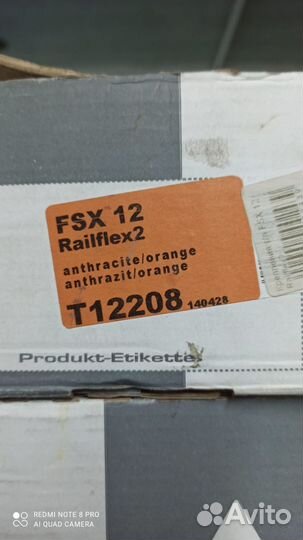 FSX 12
Railflex2
anthracite/orange
anthrazit/orange
T12208 140428
Produkt-Etikette
REDMI NOTE 8 PRO
AI QUAD CAMERA
Avito